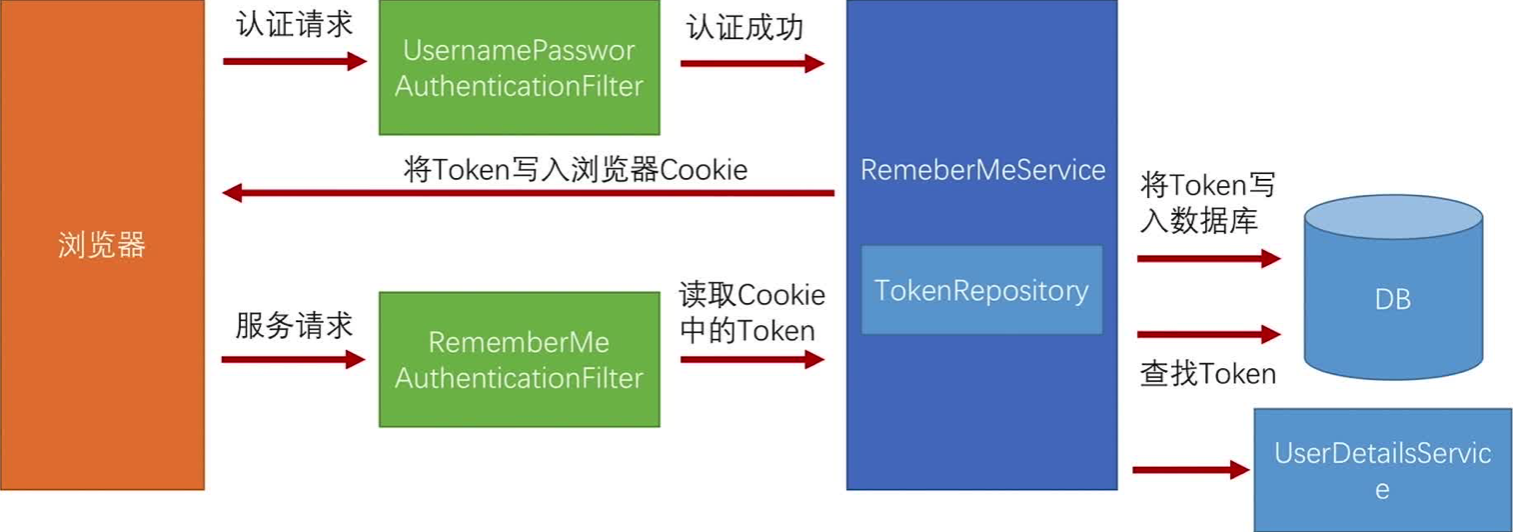 认证请求
UsernamePasswor
AuthenticationFilter
认证成功
将Token写入浏览器Cookie
RemeberMeService
将Token写
入数据库
浏览器
TokenRepository
DB
服务请求
RememberMe
AuthenticationFilter
读取Cookie
中的Token
查找Token
UserDetailsServic
e